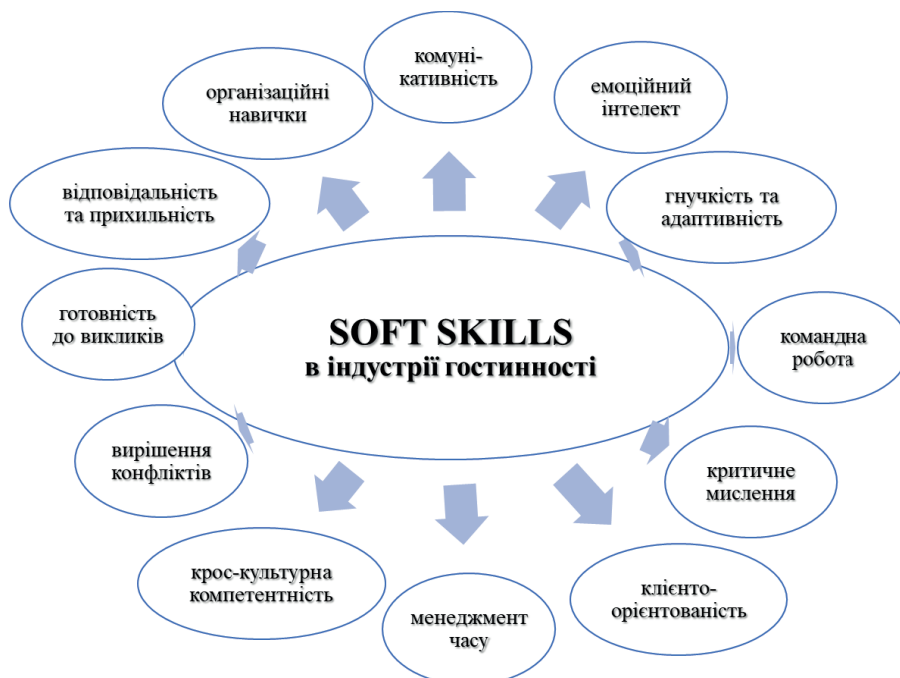 комуні-
кативність
емоційний
інтелект
гнучкість та
адаптивність
командна
робота
критичне
мислення
клієнто-
орієнтованість
менеджмент
часу
крос-культурна
компетентність
вирішення
конфліктів
готовність
до викликів
відповідальність
та прихильність
організаційні
навички
SOFT SKILLS
в індустрії гостинності